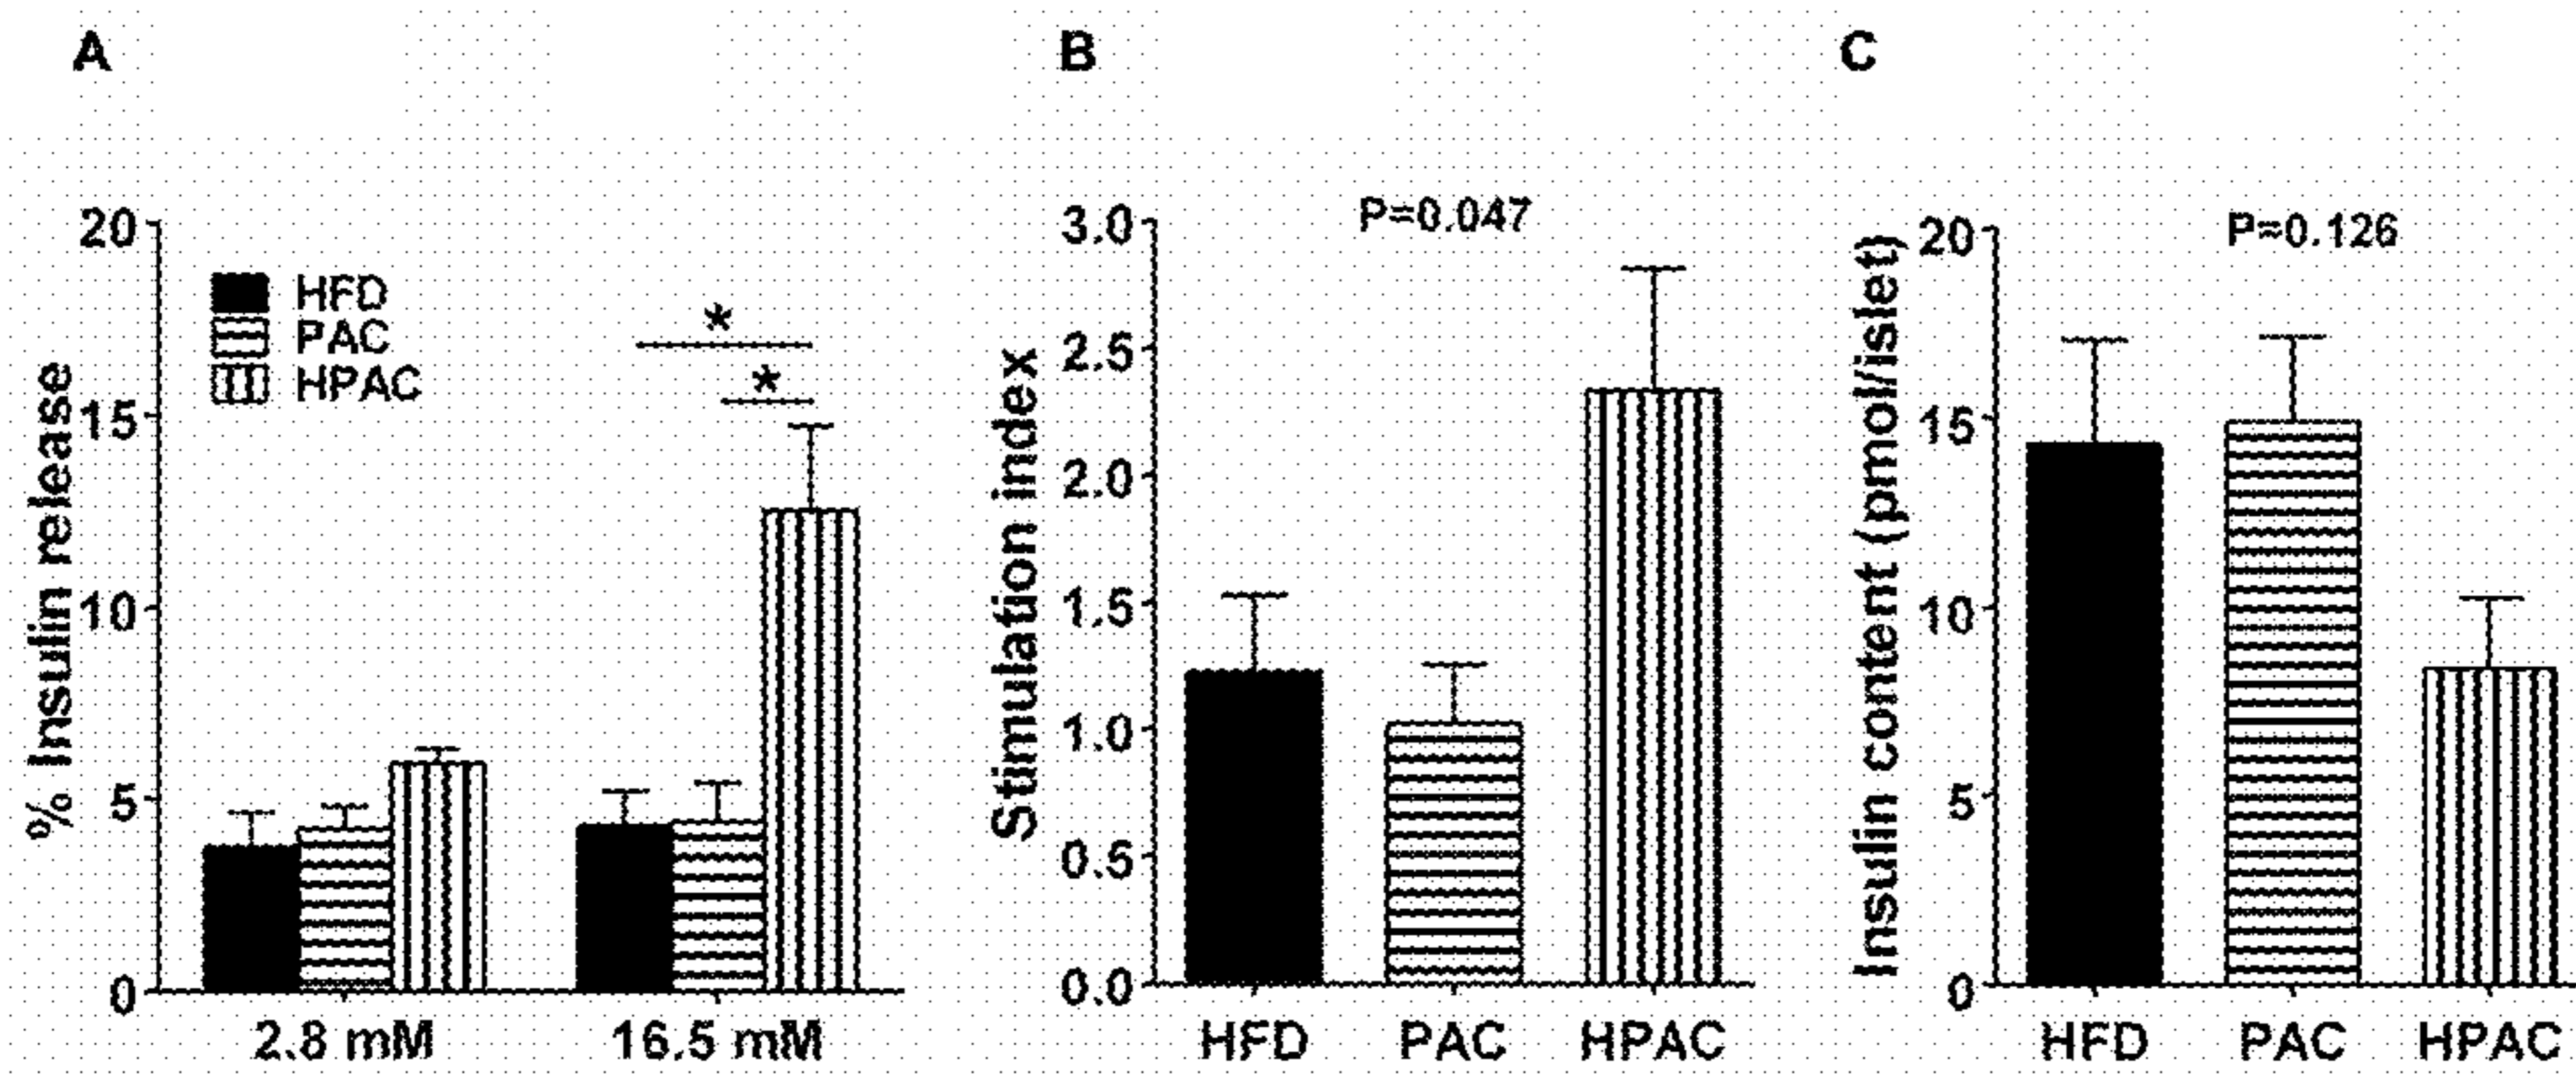 A
% Insulin release
20
15
10
5
0
HFD
PAC
HPAC
*
*
2.8 mM
16.5 mM
B
Stimulation index
3.0
2.5
2.0
1.5
1.0
0.5
0.0
P=0.047
HFD
PAC
HPAC
C
Insulin content (pmol/islet)
20
15
10
5
0
P=0.126
HFD
PAC
HPAC